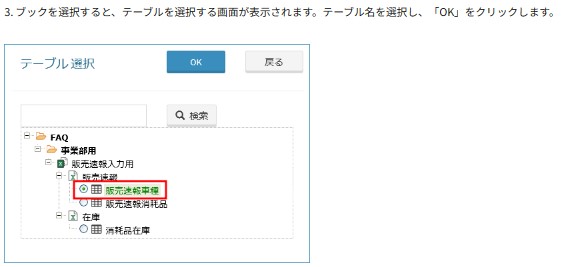 3. ブックを選択すると、テーブルを選択する画面が表示されます。テーブル名を選択し、「OK」をクリックします。
テーブル選択
OK
戻る
検索
FAQ
事業部用
販売速報入力用
販売速報
販売速報車種
販売速報消耗品
在庫
消耗品在庫